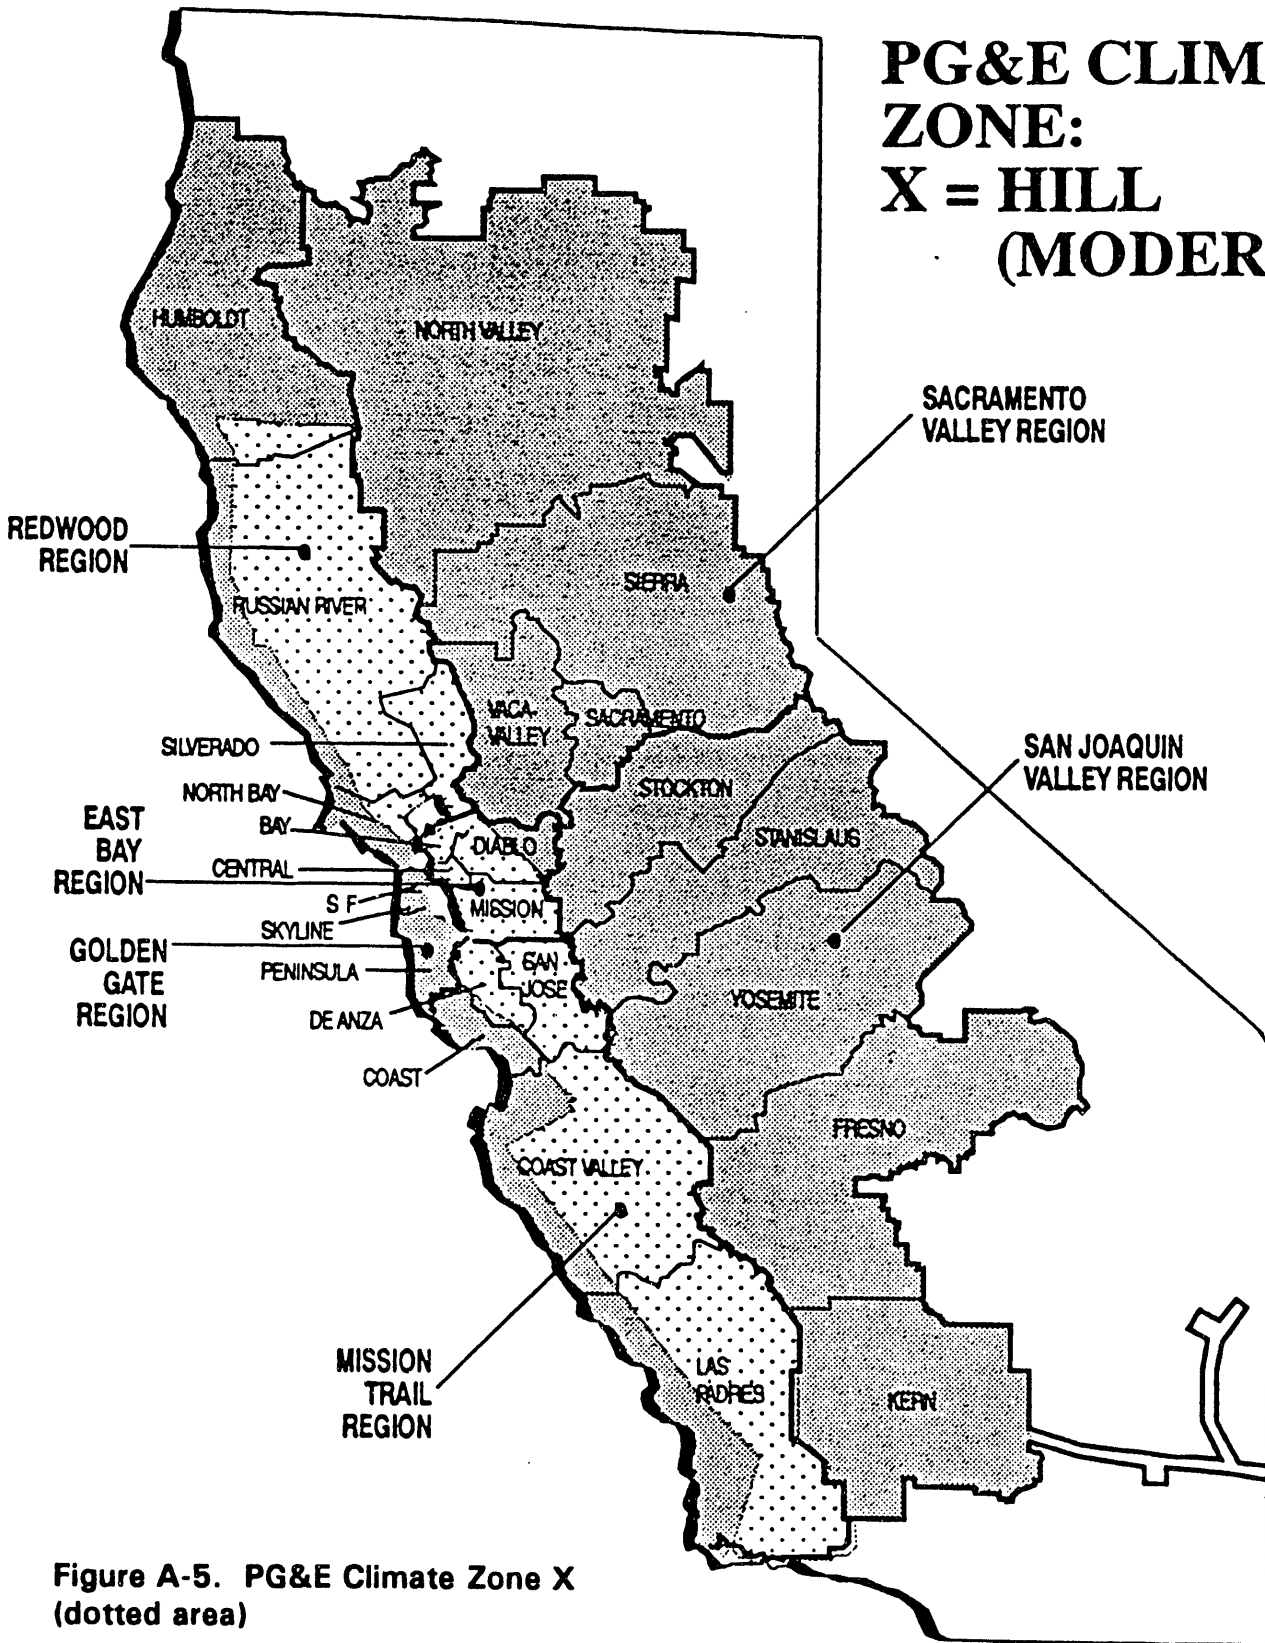 PG&E CLIM
ZONE:
X = HILL
(MODER
HUMBOLDT
NORTH VALLEY
SACRAMENTO
VALLEY REGION
REDWOOD
REGION
SIERRA
RUSSIAN RIVER
VACA-
VALLEY
SACRAMENTO
SILVERADO
SAN JOAQUIN
VALLEY REGION
STOCKTON
NORTH BAY
EAST
BAY
REGION
BAY
DIABLO
STANISLAUS
CENTRAL
S F
MISSION
SKYLINE
GOLDEN
GATE
REGION
PENINSULA
SAN
JOSE
YOSEMITE
DE ANZA
COAST
FRESNO
COAST VALLEY
MISSION
TRAIL
REGION
LAS
PADRES
KERN
Figure A-5. PG&E Climate Zone X
(dotted area)